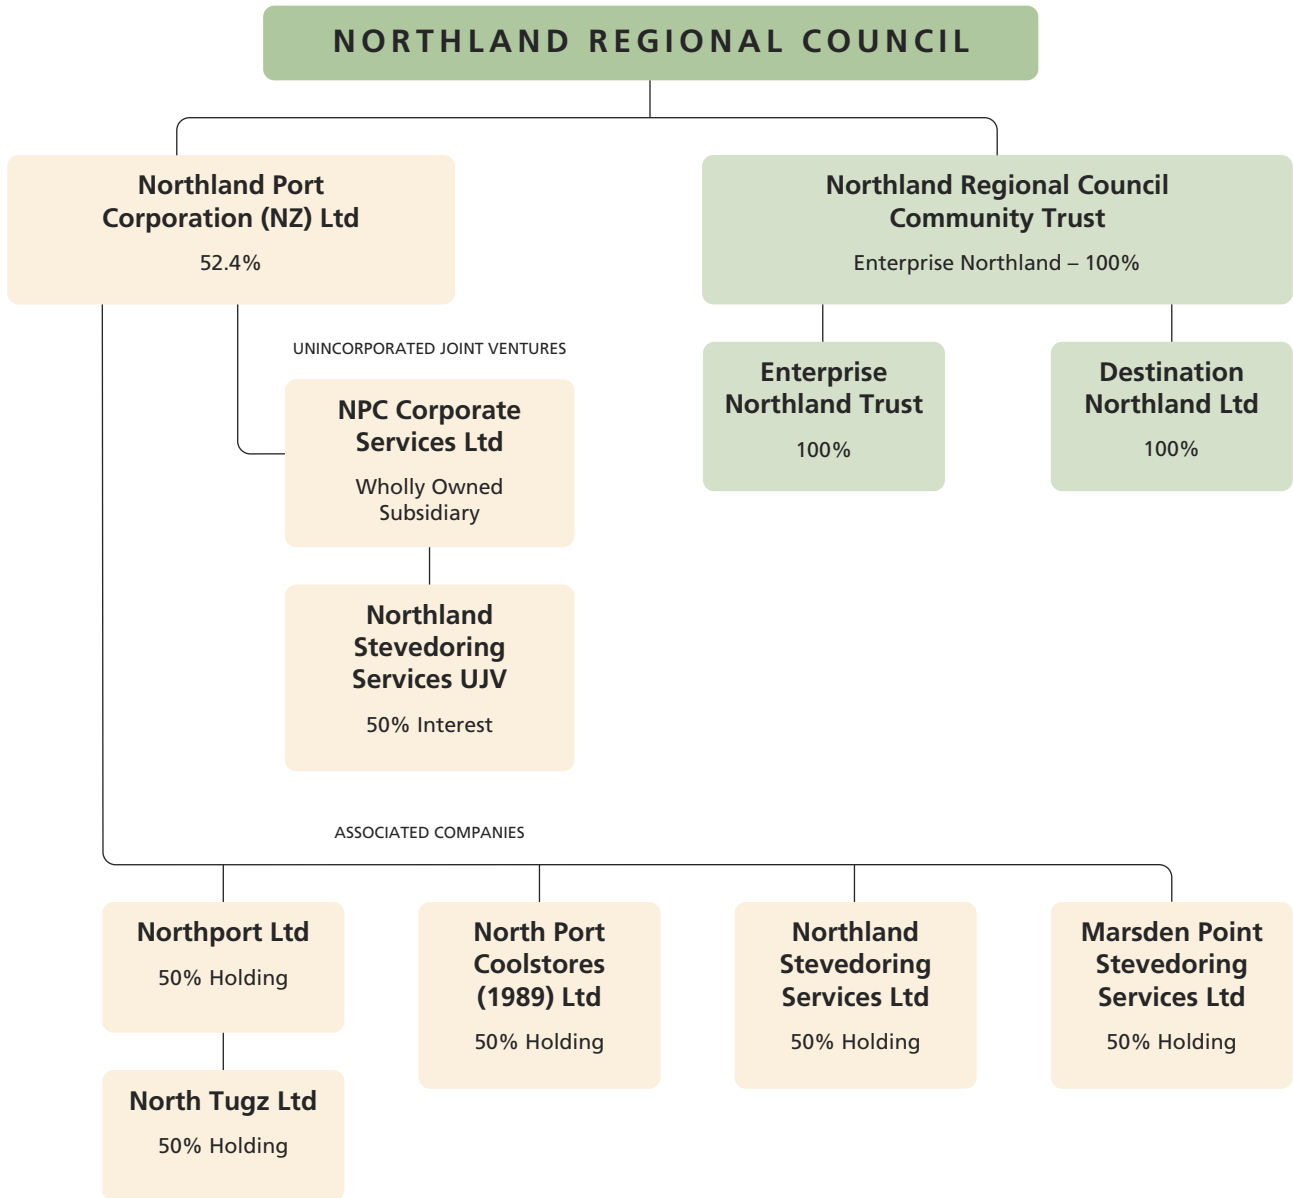 NORTHLAND REGIONAL COUNCIL
Northland Port
Corporation (NZ) Ltd
52.4%
Northland Regional Council
Community Trust
Enterprise Northland – 100%
UNINCORPORATED JOINT VENTURES
NPC Corporate
Services Ltd
Wholly Owned
Subsidiary
Enterprise
Northland Trust
100%
Destination
Northland Ltd
100%
Northland
Stevedoring
Services UJV
50% Interest
ASSOCIATED COMPANIES
Northport Ltd
50% Holding
North Port
Coolstores
(1989) Ltd
50% Holding
Northland
Stevedoring
Services Ltd
50% Holding
Marsden Point
Stevedoring
Services Ltd
50% Holding
North Tugz Ltd
50% Holding